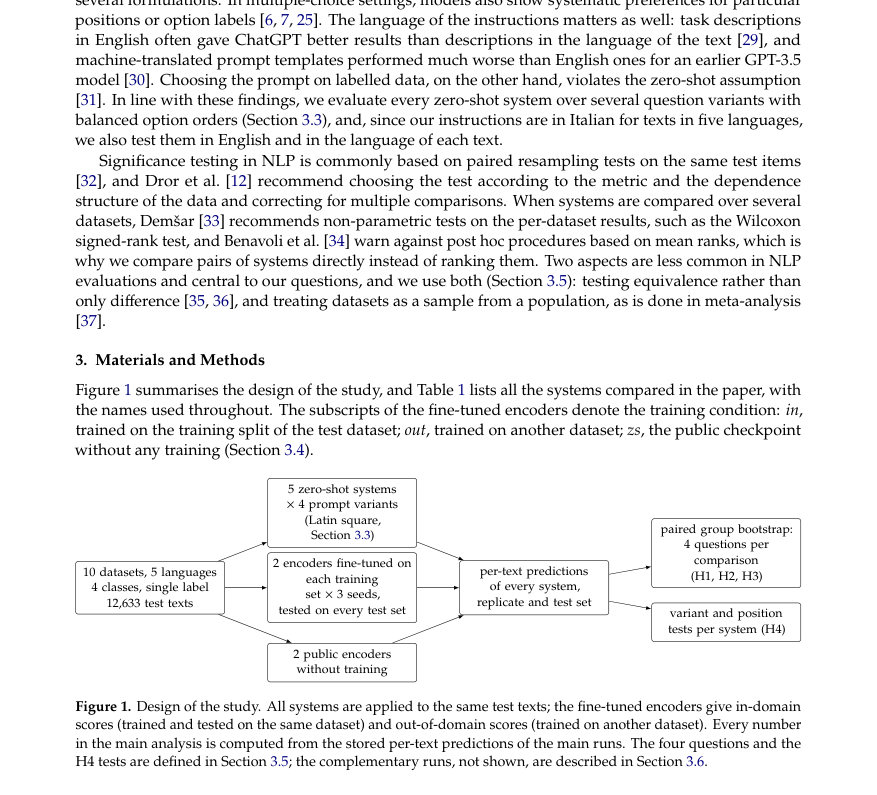 several formulations. In multiple-choice settings, models also show systematic preferences for particular
positions or option labels [6, 7, 25]. The language of the instructions matters as well: task descriptions
in English often gave ChatGPT better results than descriptions in the language of the text [29], and
machine-translated prompt templates performed much worse than English ones for an earlier GPT-3.5
model [30]. Choosing the prompt on labelled data, on the other hand, violates the zero-shot assumption
[31]. In line with these findings, we evaluate every zero-shot system over several question variants with
balanced option orders (Section 3.3), and, since our instructions are in Italian for texts in five languages,
we also test them in English and in the language of each text.
Significance testing in NLP is commonly based on paired resampling tests on the same test items
[32], and Dror et al. [12] recommend choosing the test according to the metric and the dependence
structure of the data and correcting for multiple comparisons. When systems are compared over several
datasets, Demšar [33] recommends non-parametric tests on the per-dataset results, such as the Wilcoxon
signed-rank test, and Benavoli et al. [34] warn against post hoc procedures based on mean ranks, which is
why we compare pairs of systems directly instead of ranking them. Two aspects are less common in NLP
evaluations and central to our questions, and we use both (Section 3.5): testing equivalence rather than
only difference [35, 36], and treating datasets as a sample from a population, as is done in meta-analysis
[37].
3. Materials and Methods
Figure 1 summarises the design of the study, and Table 1 lists all the systems compared in the paper, with
the names used throughout. The subscripts of the fine-tuned encoders denote the training condition: in,
trained on the training split of the test dataset; out, trained on another dataset; zs, the public checkpoint
without any training (Section 3.4).
10 datasets, 5 languages
4 classes, single label
12,633 test texts
5 zero-shot systems
× 4 prompt variants
(Latin square,
Section 3.3)
2 encoders fine-tuned on
each training
set × 3 seeds,
tested on every test set
2 public encoders
without training
per-text predictions
of every system,
replicate and test set
paired group bootstrap:
4 questions per
comparison
(H1, H2, H3)
variant and position
tests per system (H4)
Figure 1. Design of the study. All systems are applied to the same test texts; the fine-tuned encoders give in-domain
scores (trained and tested on the same dataset) and out-of-domain scores (trained on another dataset). Every number
in the main analysis is computed from the stored per-text predictions of the main runs. The four questions and the
H4 tests are defined in Section 3.5; the complementary runs, not shown, are described in Section 3.6.